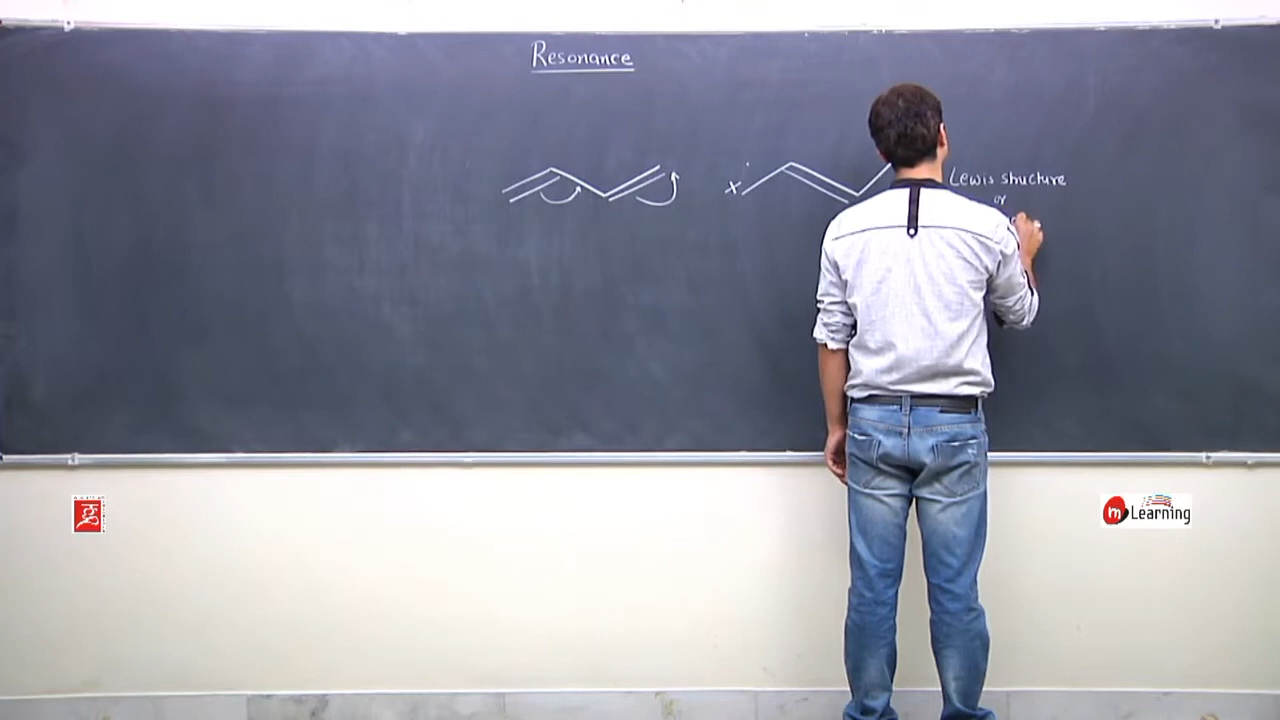 Resonance
x
Lewis structure
or
m Learning